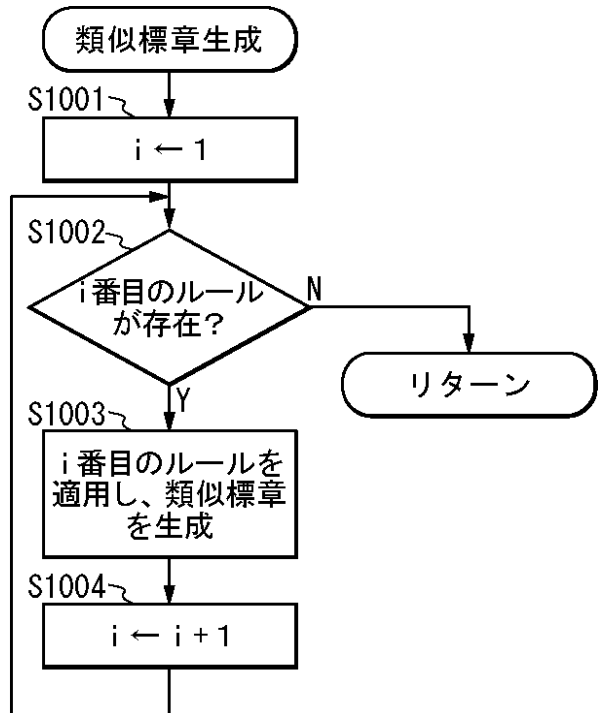 類似標章生成
S1001
i ← 1
S1002
i番目のルール
が存在?
N
リターン
Y
S1003
i番目のルールを
適用し、類似標章
を生成
S1004
i ← i + 1